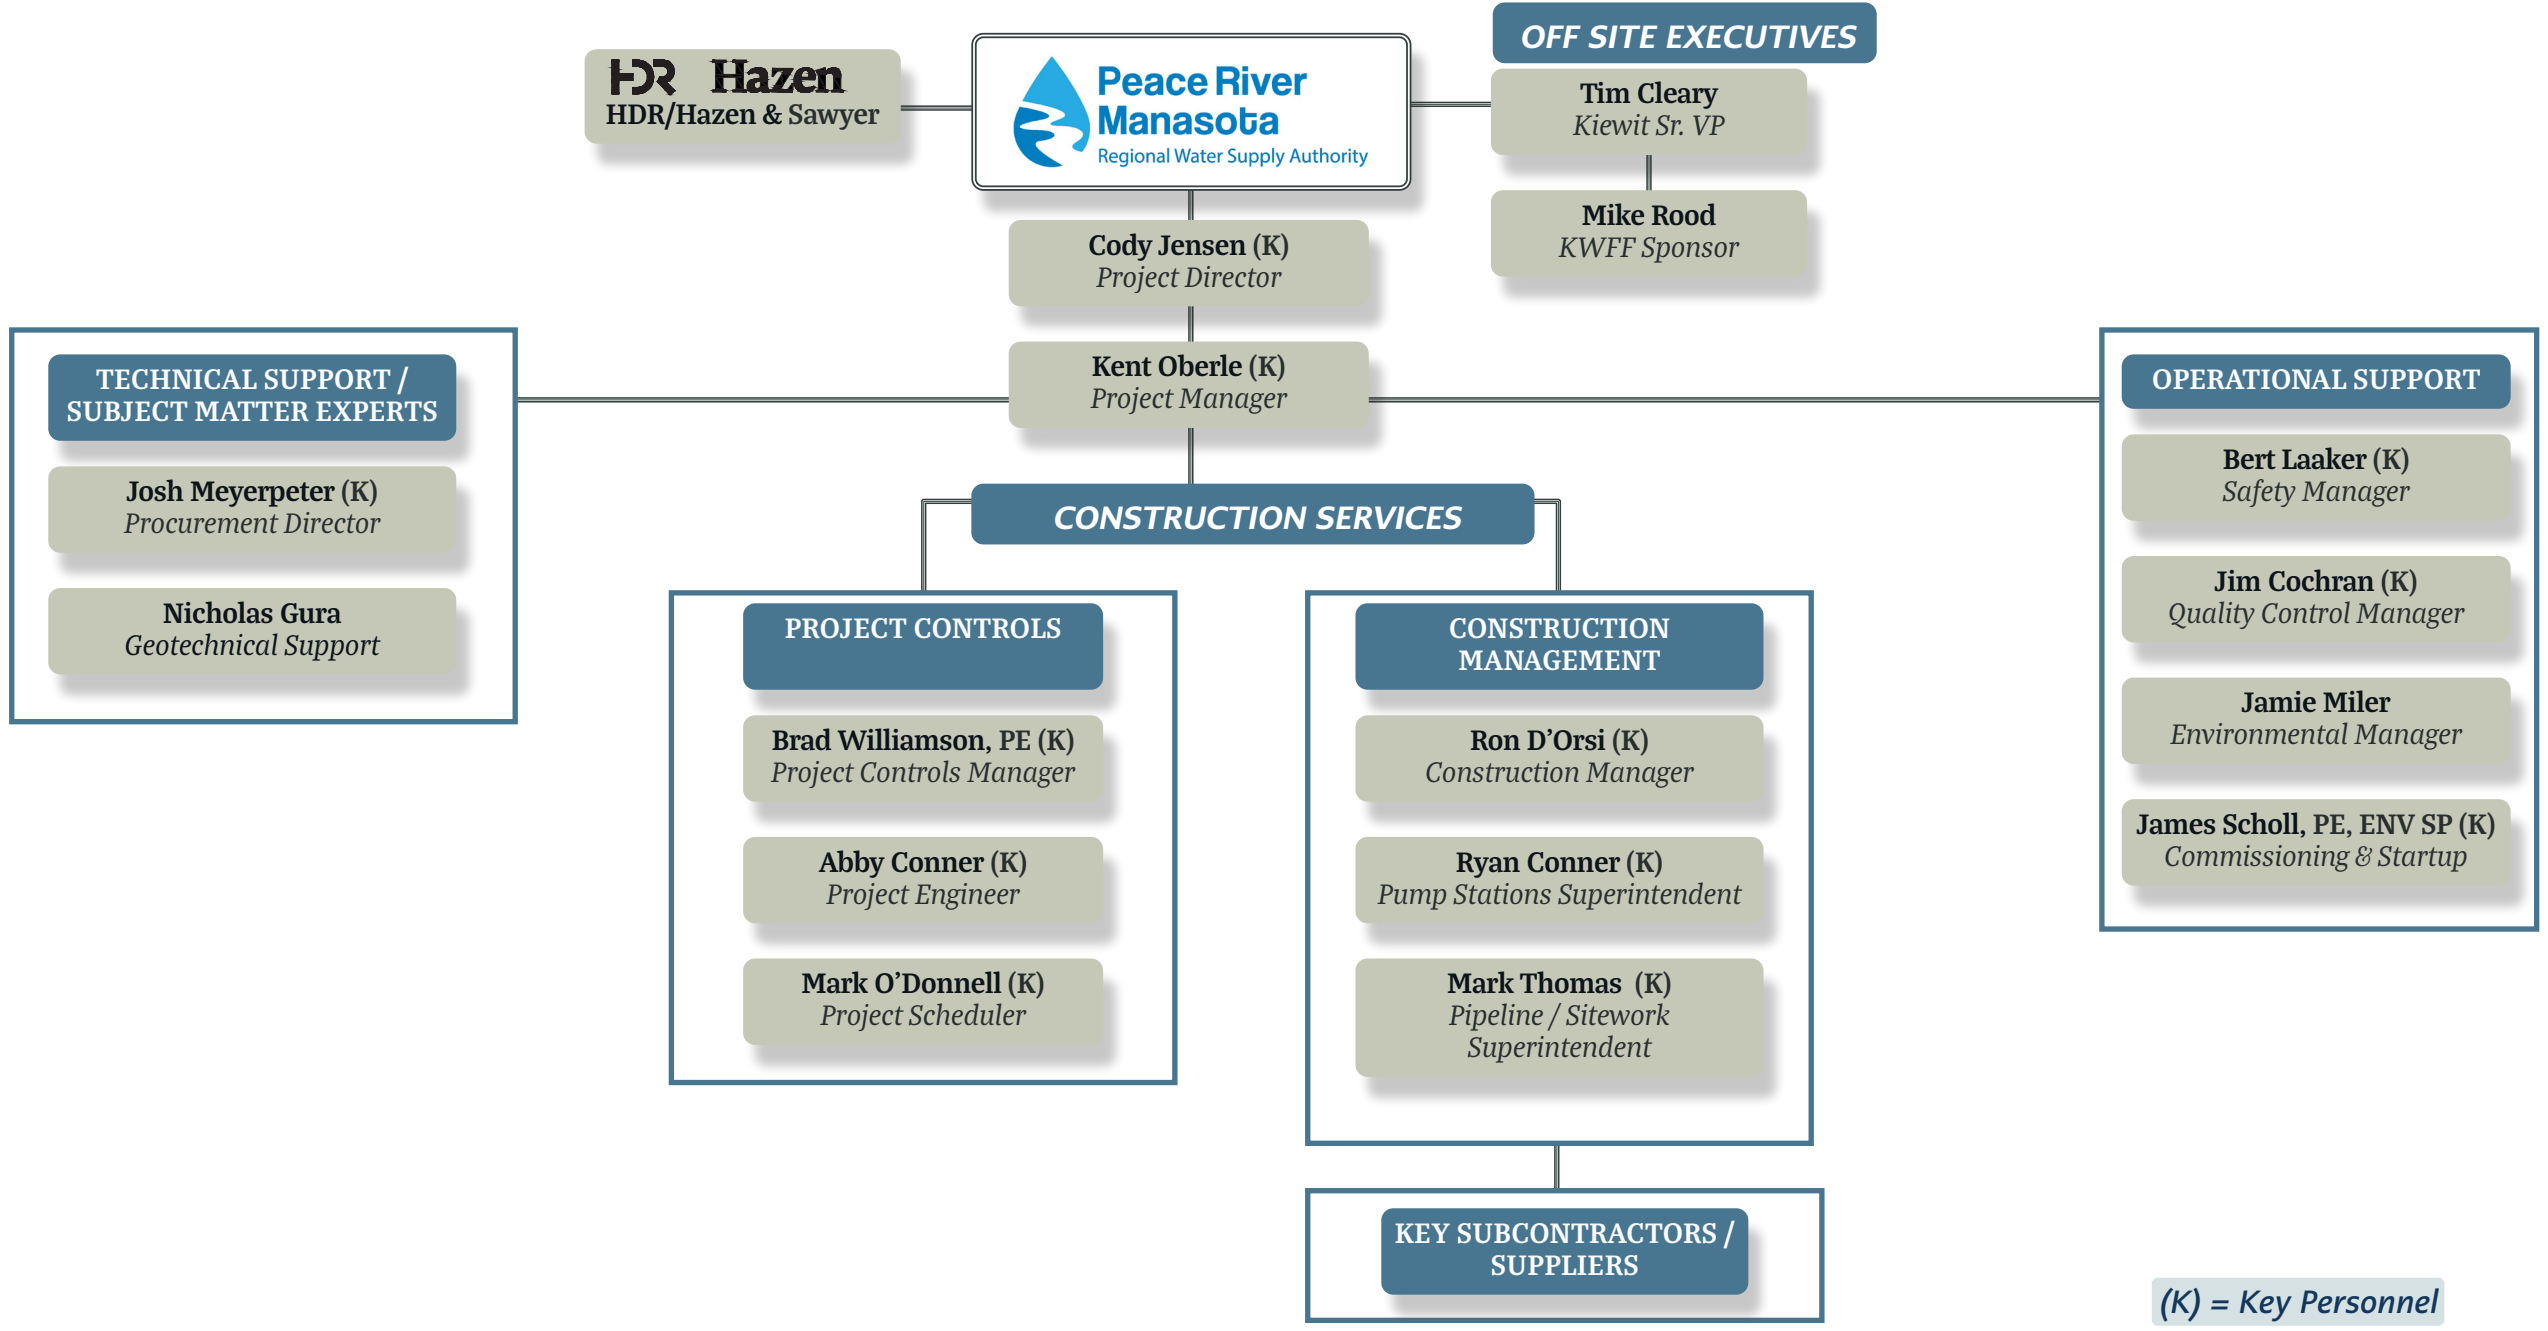 HDR Hazen
HDR/Hazen & Sawyer
Peace River
Manasota
Regional Water Supply Authority
OFF SITE EXECUTIVES
Tim Cleary
Kiewit Sr. VP
Mike Rood
KWFF Sponsor
Cody Jensen (K)
Project Director
Kent Oberle (K)
Project Manager
TECHNICAL SUPPORT /
SUBJECT MATTER EXPERTS
Josh Meyerpeter (K)
Procurement Director
Nicholas Gura
Geotechnical Support
CONSTRUCTION SERVICES
PROJECT CONTROLS
Brad Williamson, PE (K)
Project Controls Manager
Abby Conner (K)
Project Engineer
Mark O’Donnell (K)
Project Scheduler
CONSTRUCTION
MANAGEMENT
Ron D’Orsi (K)
Construction Manager
Ryan Conner (K)
Pump Stations Superintendent
Mark Thomas (K)
Pipeline / Sitework
Superintendent
KEY SUBCONTRACTORS /
SUPPLIERS
OPERATIONAL SUPPORT
Bert Laaker (K)
Safety Manager
Jim Cochran (K)
Quality Control Manager
Jamie Miler
Environmental Manager
James Scholl, PE, ENV SP (K)
Commissioning & Startup
(K) = Key Personnel